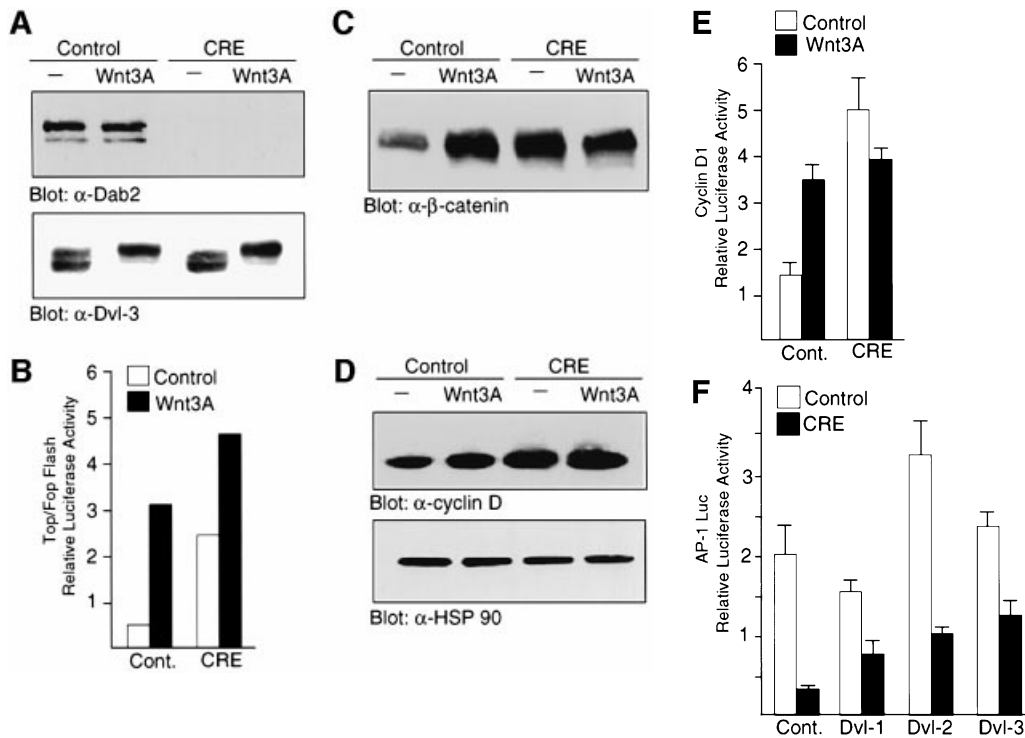 A
Control CRE
– Wnt3A – Wnt3A
Blot: α-Dab2
Blot: α-Dvl-3
B
Control
Wnt3A
Top/Fop Flash
Relative Luciferase Activity
6
5
4
3
2
1
Cont. CRE
C
Control CRE
– Wnt3A – Wnt3A
Blot: α-β-catenin
D
Control CRE
– Wnt3A – Wnt3A
Blot: α-cyclin D
Blot: α-HSP 90
E
Control
Wnt3A
Cyclin D1
Relative Luciferase Activity
6
5
4
3
2
1
Cont. CRE
F
Control
CRE
AP-1 Luc
Relative Luciferase Activity
4
3
2
1
Cont. Dvl-1 Dvl-2 Dvl-3